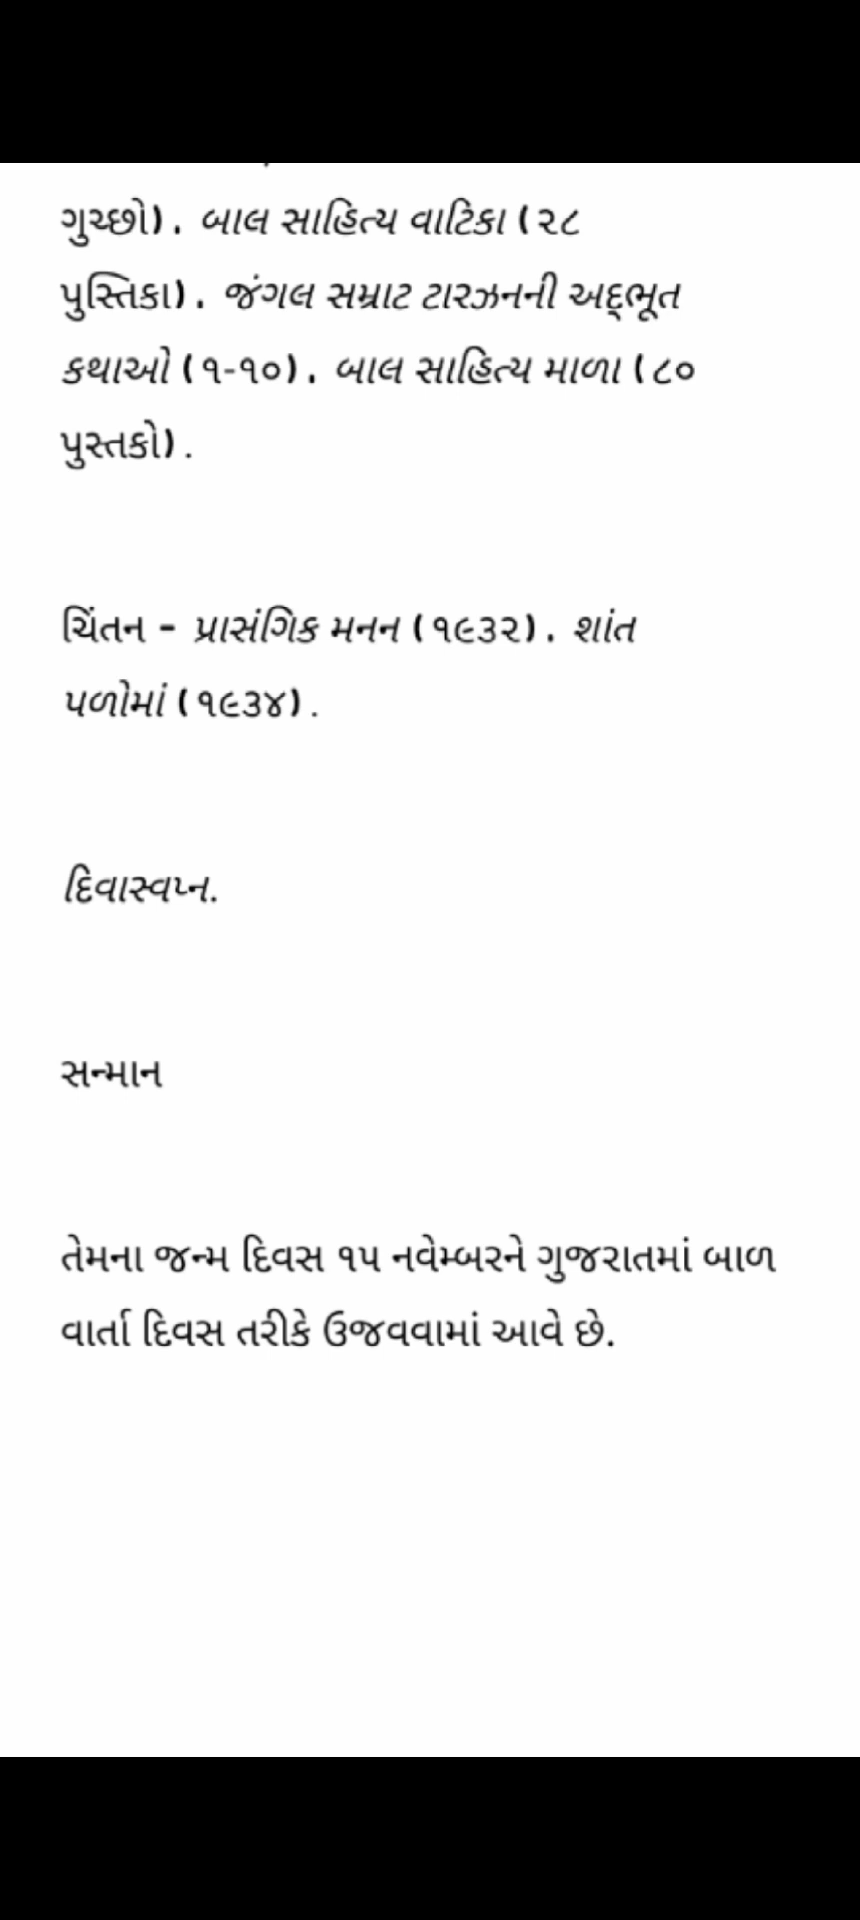 ગુચ્છો). બાલ સાહિત્ય વાટિકા (૨૮
પુસ્તિકા). જંગલ સમ્રાટ ટારઝનની અદ્ભૂત
કથાઓ (૧-૧૦). બાલ સાહિત્ય માળા (૮૦
પુસ્તકો).
ચિંતન - પ્રાસંગિક મનન (૧૯૩૨). શાંત
પળોમાં (૧૯૩૪).
દિવાસ્વપ્ન.
સન્માન
તેમના જન્મ દિવસ ૧૫ નવેમ્બરને ગુજરાતમાં બાળ
વાર્તા દિવસ તરીકે ઉજવવામાં આવે છે.